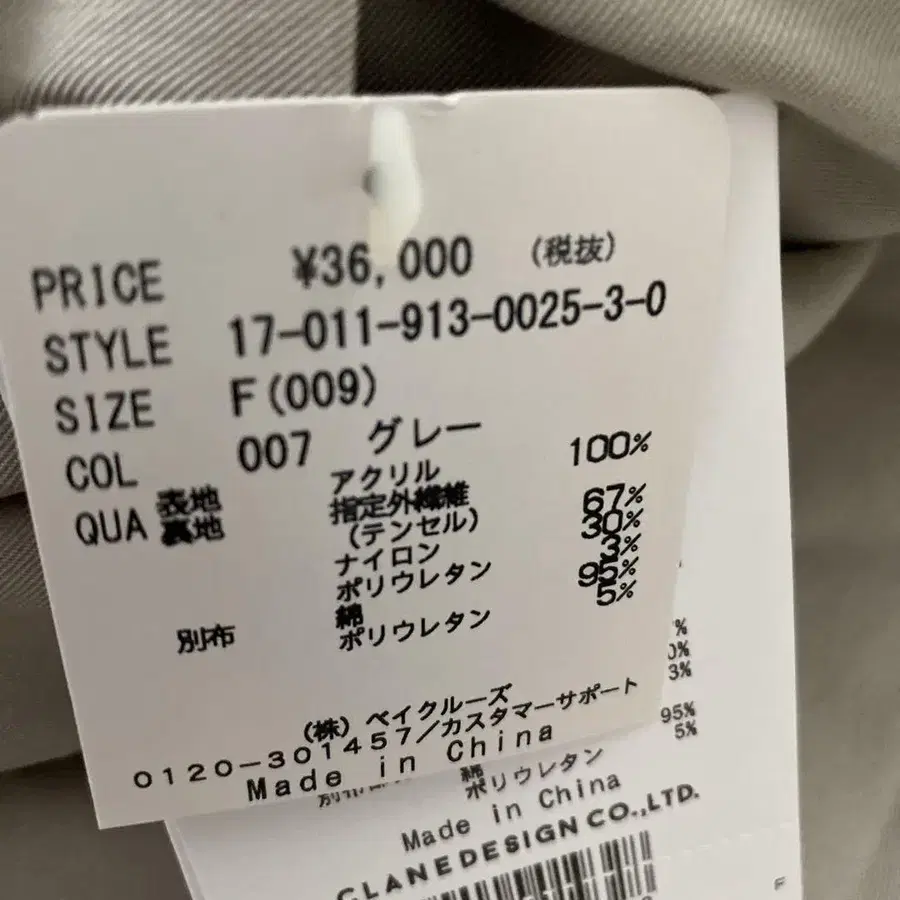 PRICE ¥36,000 (税抜)
STYLE 17-011-913-0025-3-0
SIZE F(009)
COL 007 グレー
QUA 表地 アクリル 100%
裏地 指定外繊維
(テンセル) 67%
ナイロン 30%
ポリウレタン 3%
別布 綿 95%
ポリウレタン 5%
(株) ベイクルーズ
0120-301457/カスタマーサポート
Made in China
%
0%
3%
95%
5%
綿
ポリウレタン
Made in China
CLANEDESIGN CO.,LTD.
F